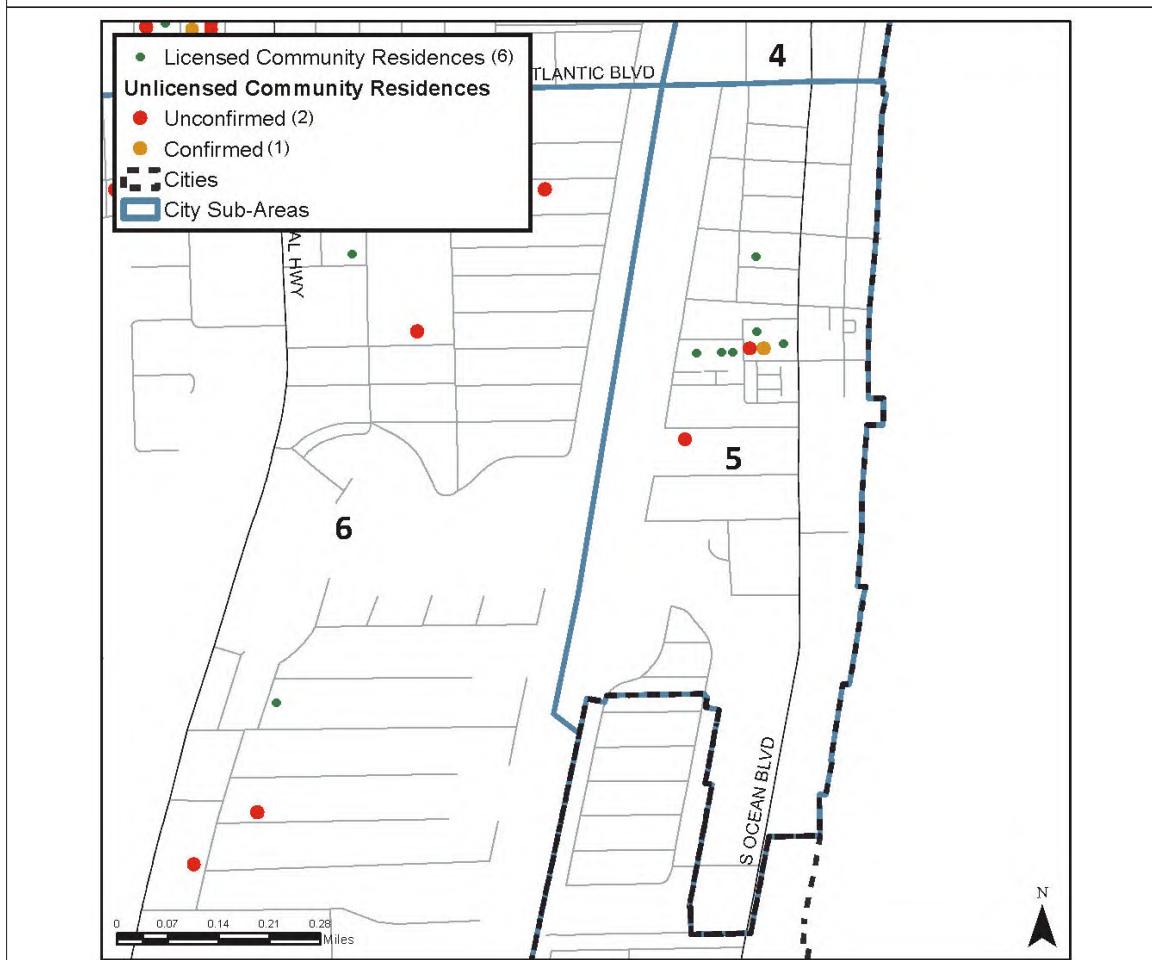 Licensed Community Residences (6)
Unlicensed Community Residences
Unconfirmed (2)
Confirmed (1)
Cities
City Sub-Areas
TLANTIC BLVD
4
AL HWY
5
6
S OCEAN BLVD
0 0.07 0.14 0.21 0.28
Miles
N